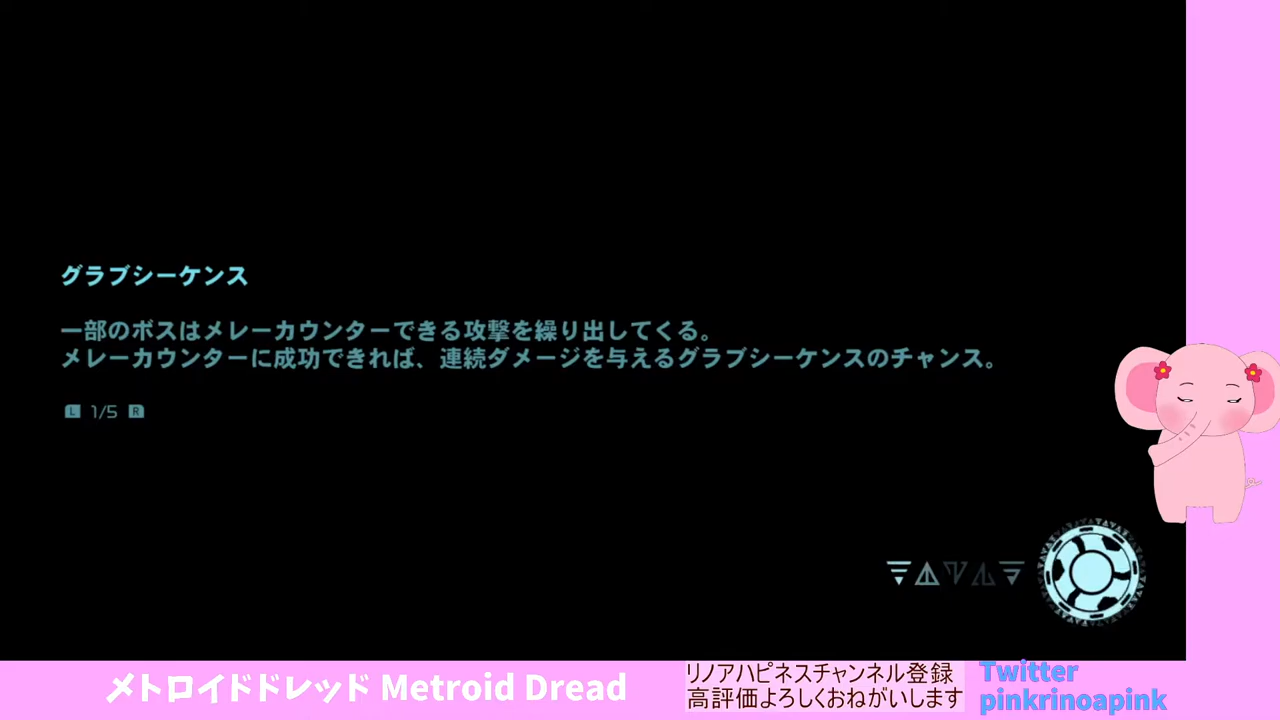 グラブシーケンス
一部のボスはメレーカウンターできる攻撃を繰り出してくる。
メレーカウンターに成功できれば、連続ダメージを与えるグラブシーケンスのチャンス。
L 1/5 R
メトロイドドレッド Metroid Dread
リノアハピネスチャンネル登録
高評価よろしくおねがいします
Twitter
pinkrinoapink